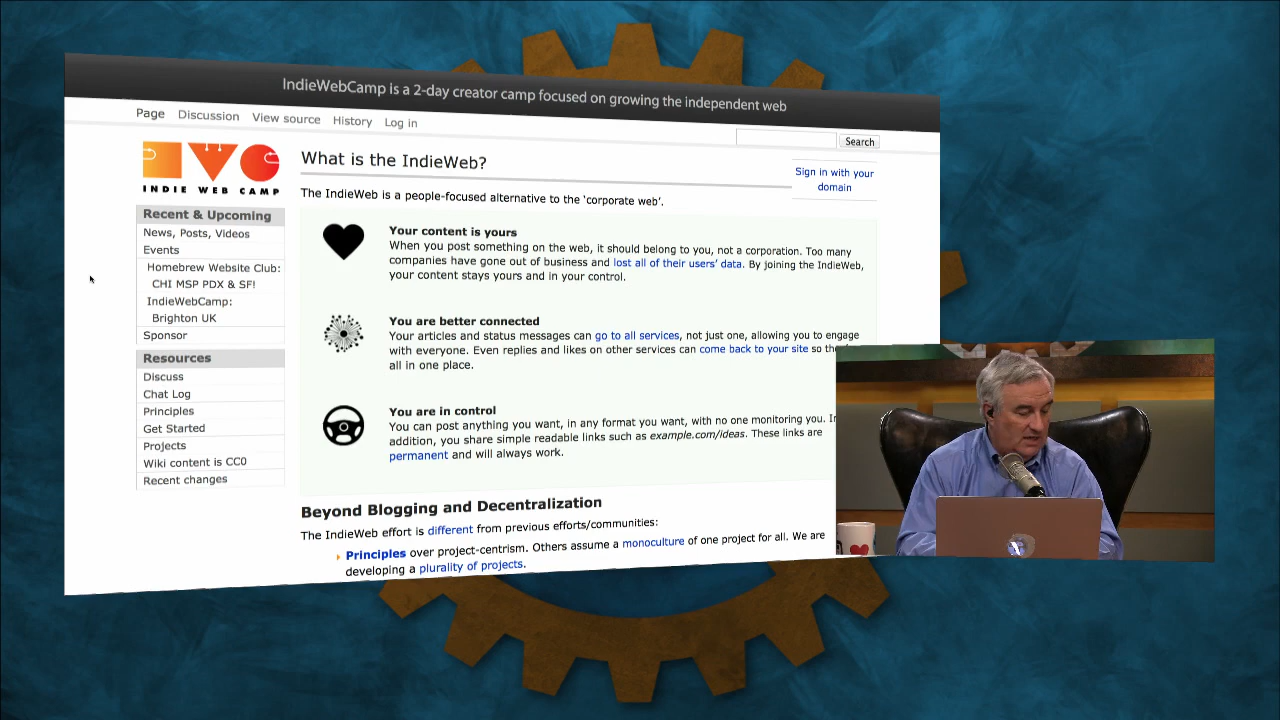 IndieWebCamp is a 2-day creator camp focused on growing the independent web
Page Discussion View source History Log in
Search
INDIE WEB CAMP
What is the IndieWeb?
Sign in with your
domain
The IndieWeb is a people-focused alternative to the 'corporate web'.
Recent & Upcoming
News, Posts, Videos
Events
Homebrew Website Club:
CHI MSP PDX & SF!
IndieWebCamp:
Brighton UK
Sponsor
Resources
Discuss
Chat Log
Principles
Get Started
Projects
Wiki content is CC0
Recent changes
Your content is yours
When you post something on the web, it should belong to you, not a corporation. Too many
companies have gone out of business and lost all of their users' data. By joining the IndieWeb,
your content stays yours and in your control.
You are better connected
Your articles and status messages can go to all services, not just one, allowing you to engage
with everyone. Even replies and likes on other services can come back to your site so
all in one place.
You are in control
You can post anything you want, in any format you want, with no one monitoring you. In
addition, you share simple readable links such as example.com/ideas. These links are
permanent and will always work.
Beyond Blogging and Decentralization
The IndieWeb effort is different from previous efforts/communities:
Principles over project-centrism. Others assume a monoculture of one project for all. We are
developing a plurality of projects.